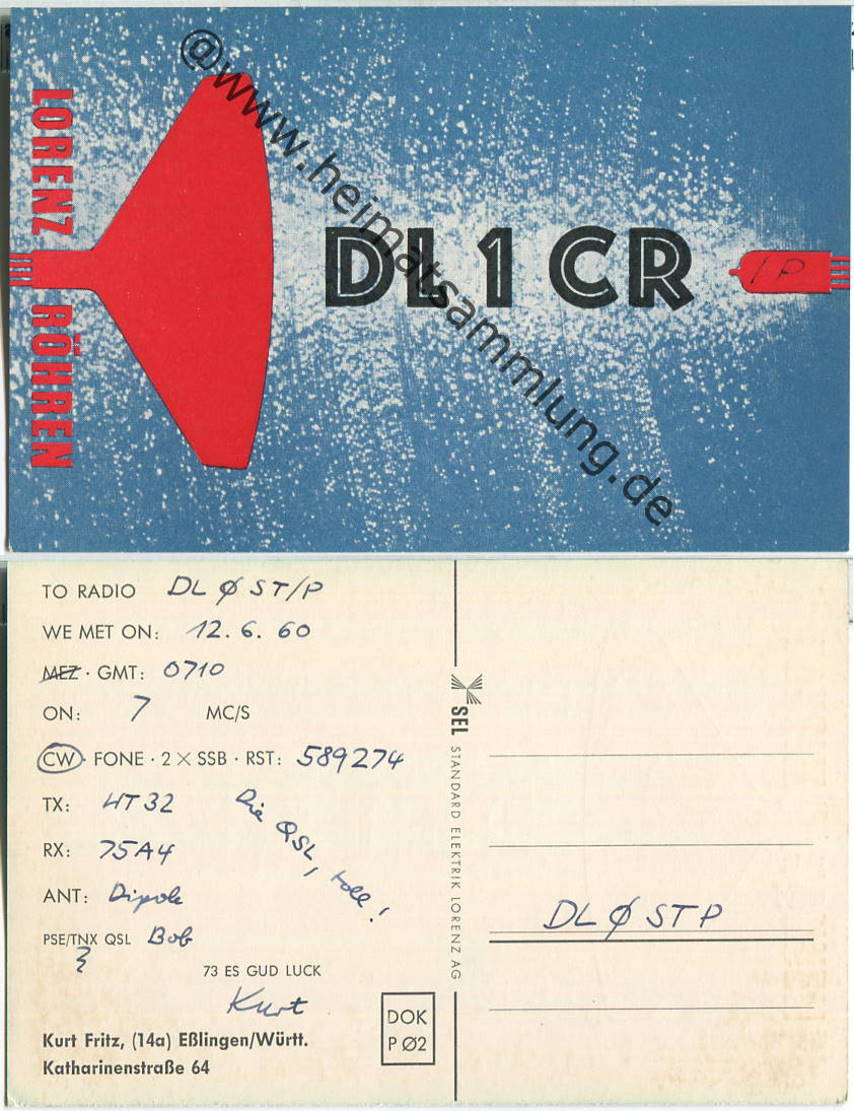 @www.heimatsammlung.de
LORENZ RÖHREN
DL 1 CR
/P
TO RADIO DL Ø ST/P
WE MET ON: 12. 6. 60
MEZ · GMT: 0710
ON: 7 MC/S
CW · FONE · 2 × SSB · RST: 589274
TX: HT 32
RX: 75A4
ANT: Dipole
PSE/TNX QSL Bob
Die QSL, toll!
73 ES GUD LUCK
Kurt
Kurt Fritz, (14a) Eßlingen/Württ.
Katharinenstraße 64
DOK
P Ø2
SEL STANDARD ELEKTRIK LORENZ AG
DL Ø STP